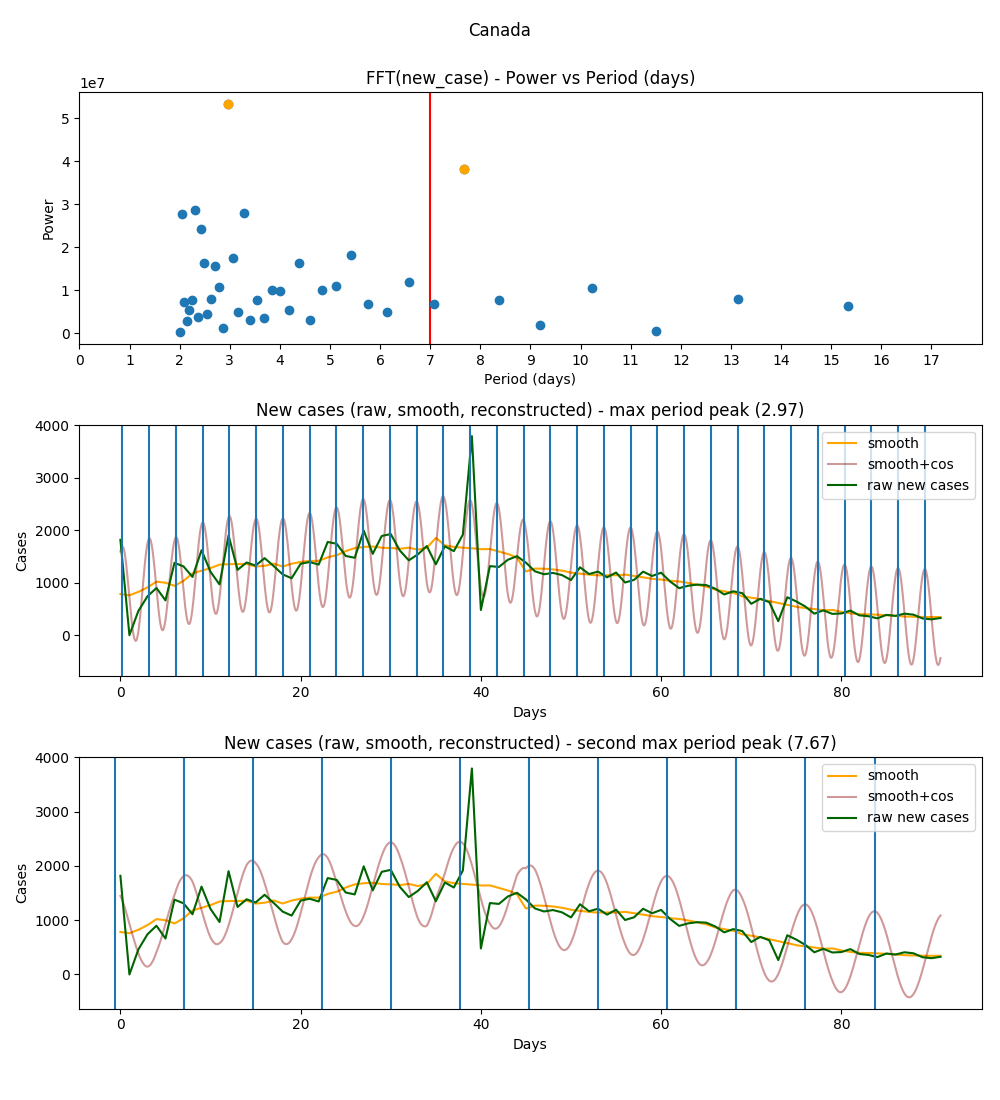 Canada
FFT(new_case) - Power vs Period (days)
1e7
5
4
3
2
1
0
Power
0 1 2 3 4 5 6 7 8 9 10 11 12 13 14 15 16 17
Period (days)
New cases (raw, smooth, reconstructed) - max period peak (2.97)
4000
3000
2000
1000
0
Cases
smooth
smooth+cos
raw new cases
0 20 40 60 80
Days
New cases (raw, smooth, reconstructed) - second max period peak (7.67)
4000
3000
2000
1000
0
Cases
smooth
smooth+cos
raw new cases
0 20 40 60 80
Days